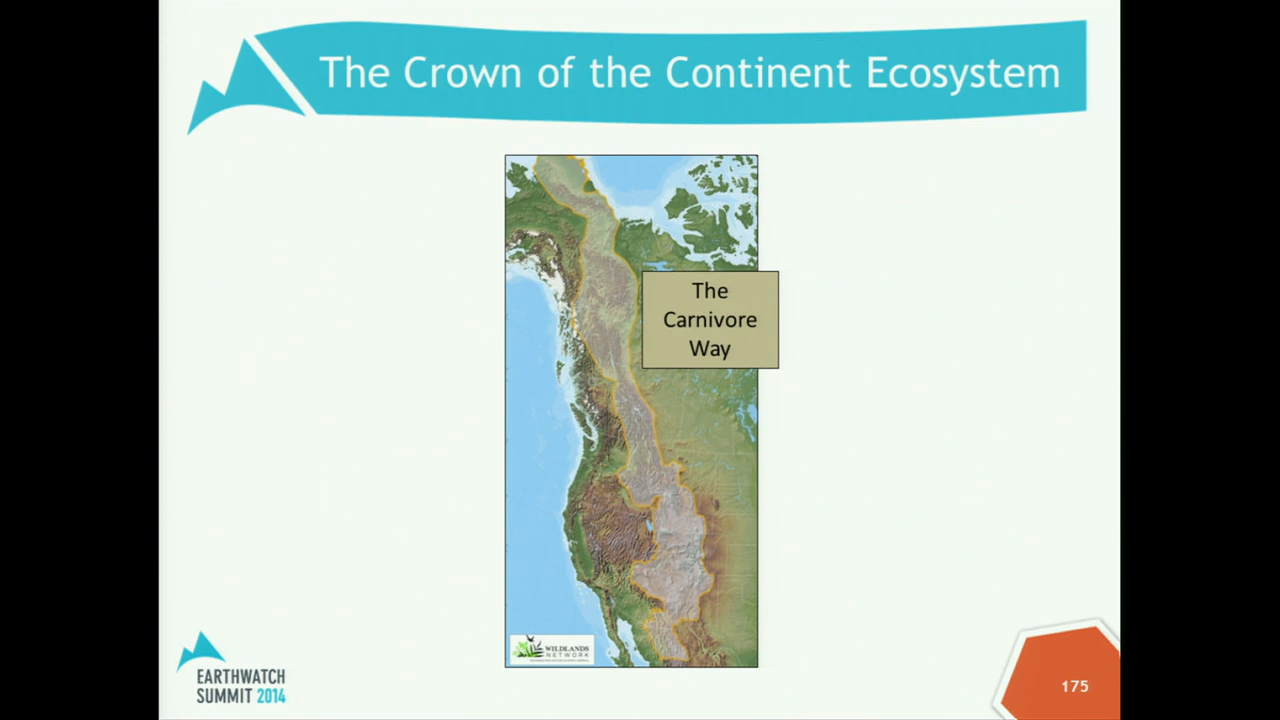 The Crown of the Continent Ecosystem
The
Carnivore
Way
WILDLANDS
NETWORK
EARTHWATCH
SUMMIT 2014
175